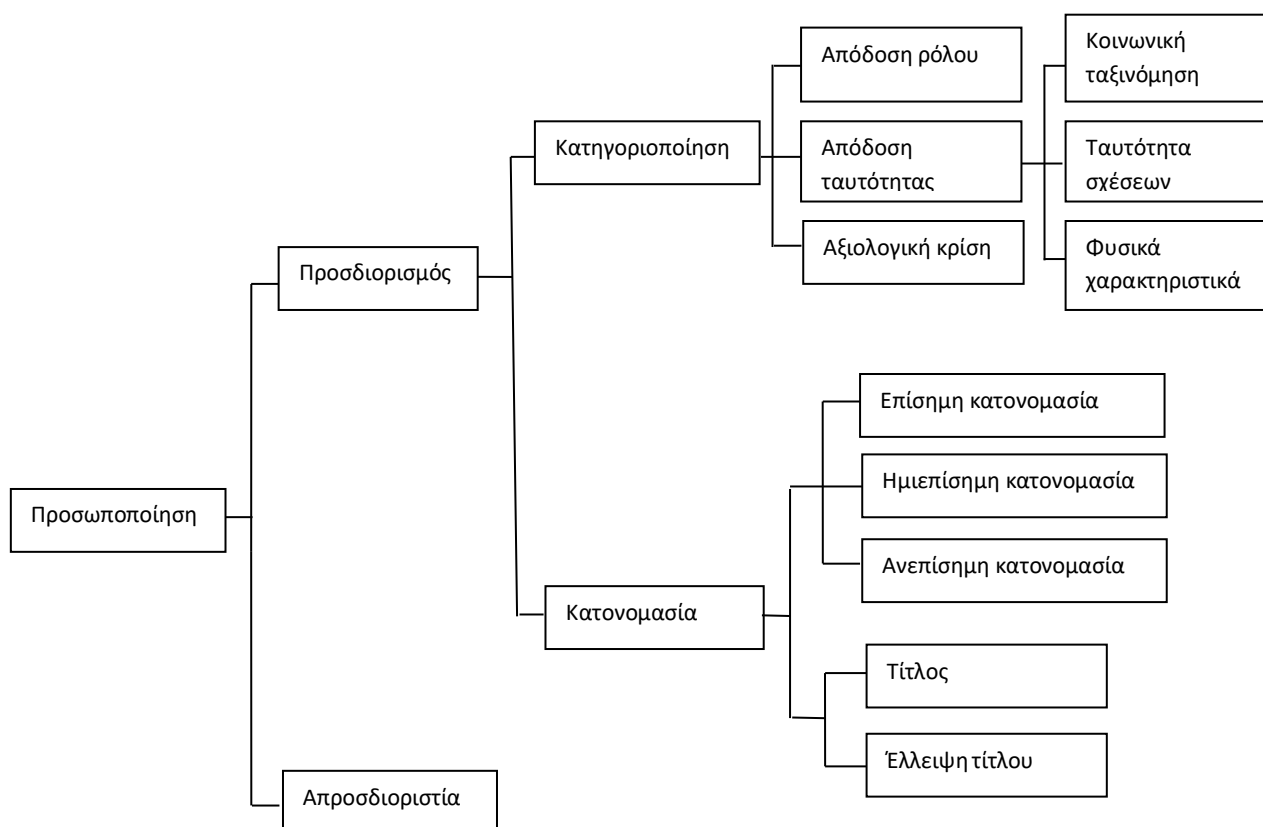 Προσωποποίηση
Προσδιορισμός
Κατηγοριοποίηση
Απόδοση ρόλου
Απόδοση
ταυτότητας
Κοινωνική
ταξινόμηση
Ταυτότητα
σχέσεων
Φυσικά
χαρακτηριστικά
Αξιολογική κρίση
Κατονομασία
Επίσημη κατονομασία
Ημιεπίσημη κατονομασία
Ανεπίσημη κατονομασία
Τίτλος
Έλλειψη τίτλου
Απροσδιοριστία